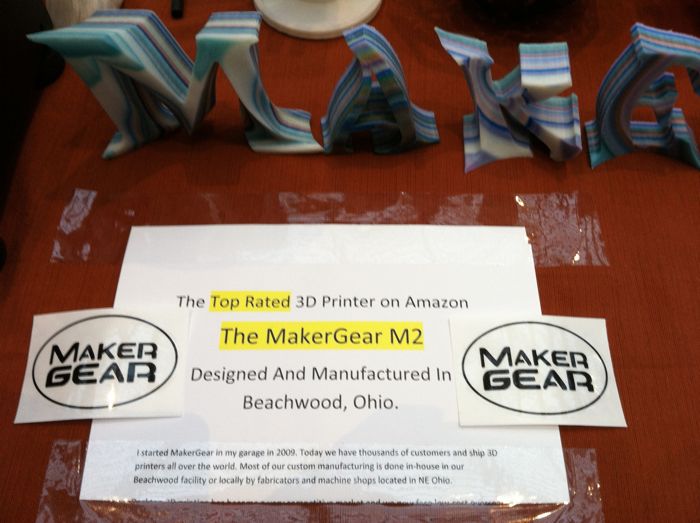 MAKE
The Top Rated 3D Printer on Amazon
The MakerGear M2
Designed And Manufactured In
Beachwood, Ohio.
MAKER
GEAR
MAKER
GEAR
I started MakerGear in my garage in 2009. Today we have thousands of customers and ship 3D
printers all over the world. Most of our custom manufacturing is done in-house in our
Beachwood facility or locally by fabricators and machine shops located in NE Ohio.